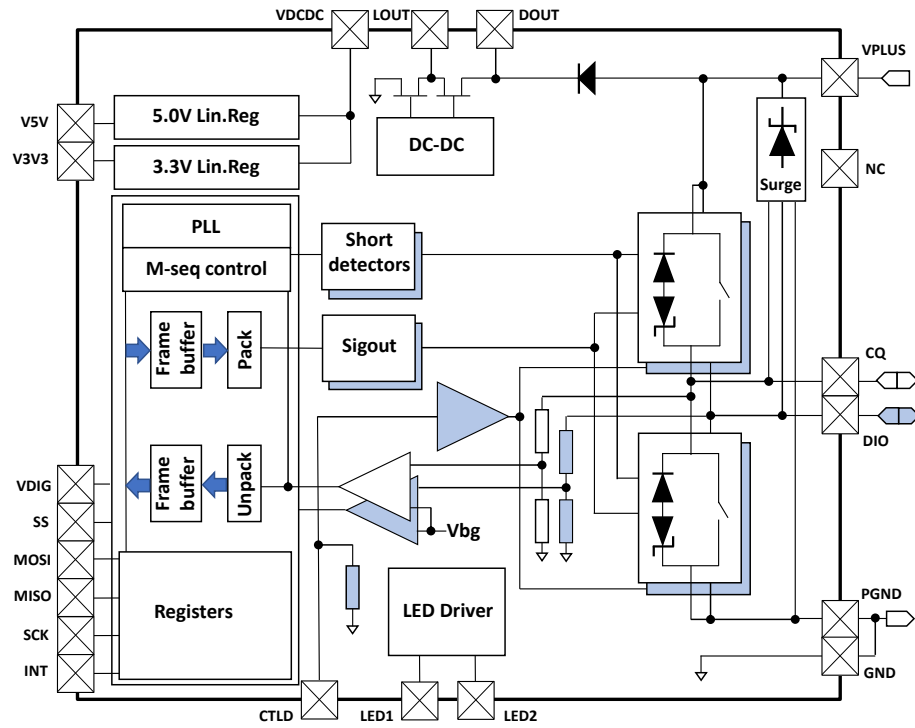 VDCDC
LOUT
DOUT
VPLUS
V5V
5.0V Lin.Reg
V3V3
3.3V Lin.Reg
DC-DC
NC
Surge
PLL
M-seq control
Short
detectors
Frame
buffer
Pack
Sigout
CQ
DIO
VDIG
Frame
buffer
Unpack
SS
Vbg
MOSI
MISO
Registers
LED Driver
PGND
SCK
INT
GND
CTLD
LED1
LED2